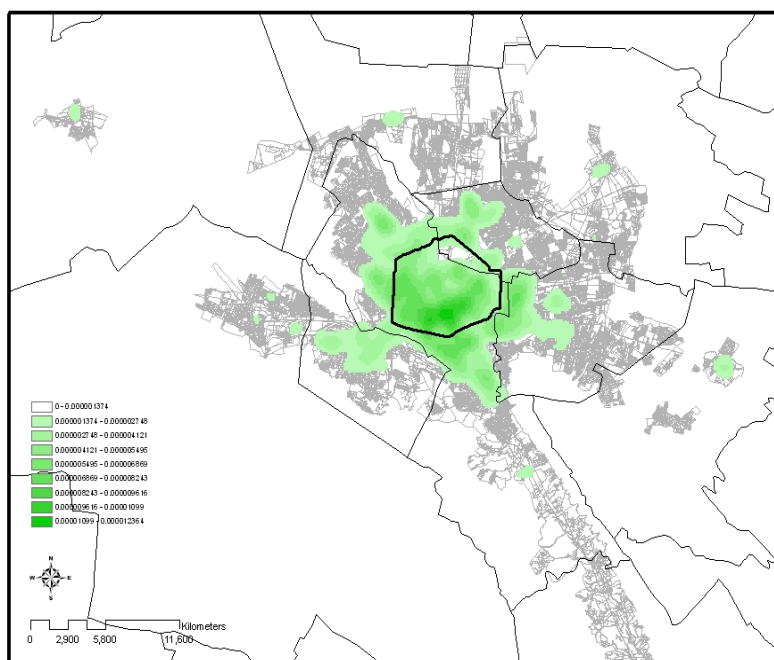 0 - 0.000001374
0.000001374 - 0.000002748
0.000002748 - 0.000004121
0.000004121 - 0.000005495
0.000005495 - 0.000006869
0.000006869 - 0.000008243
0.000008243 - 0.000009616
0.000009616 - 0.00001099
0.00001099 - 0.000012364
N
W E
S
Kilometers
0 2,900 5,800 11,600